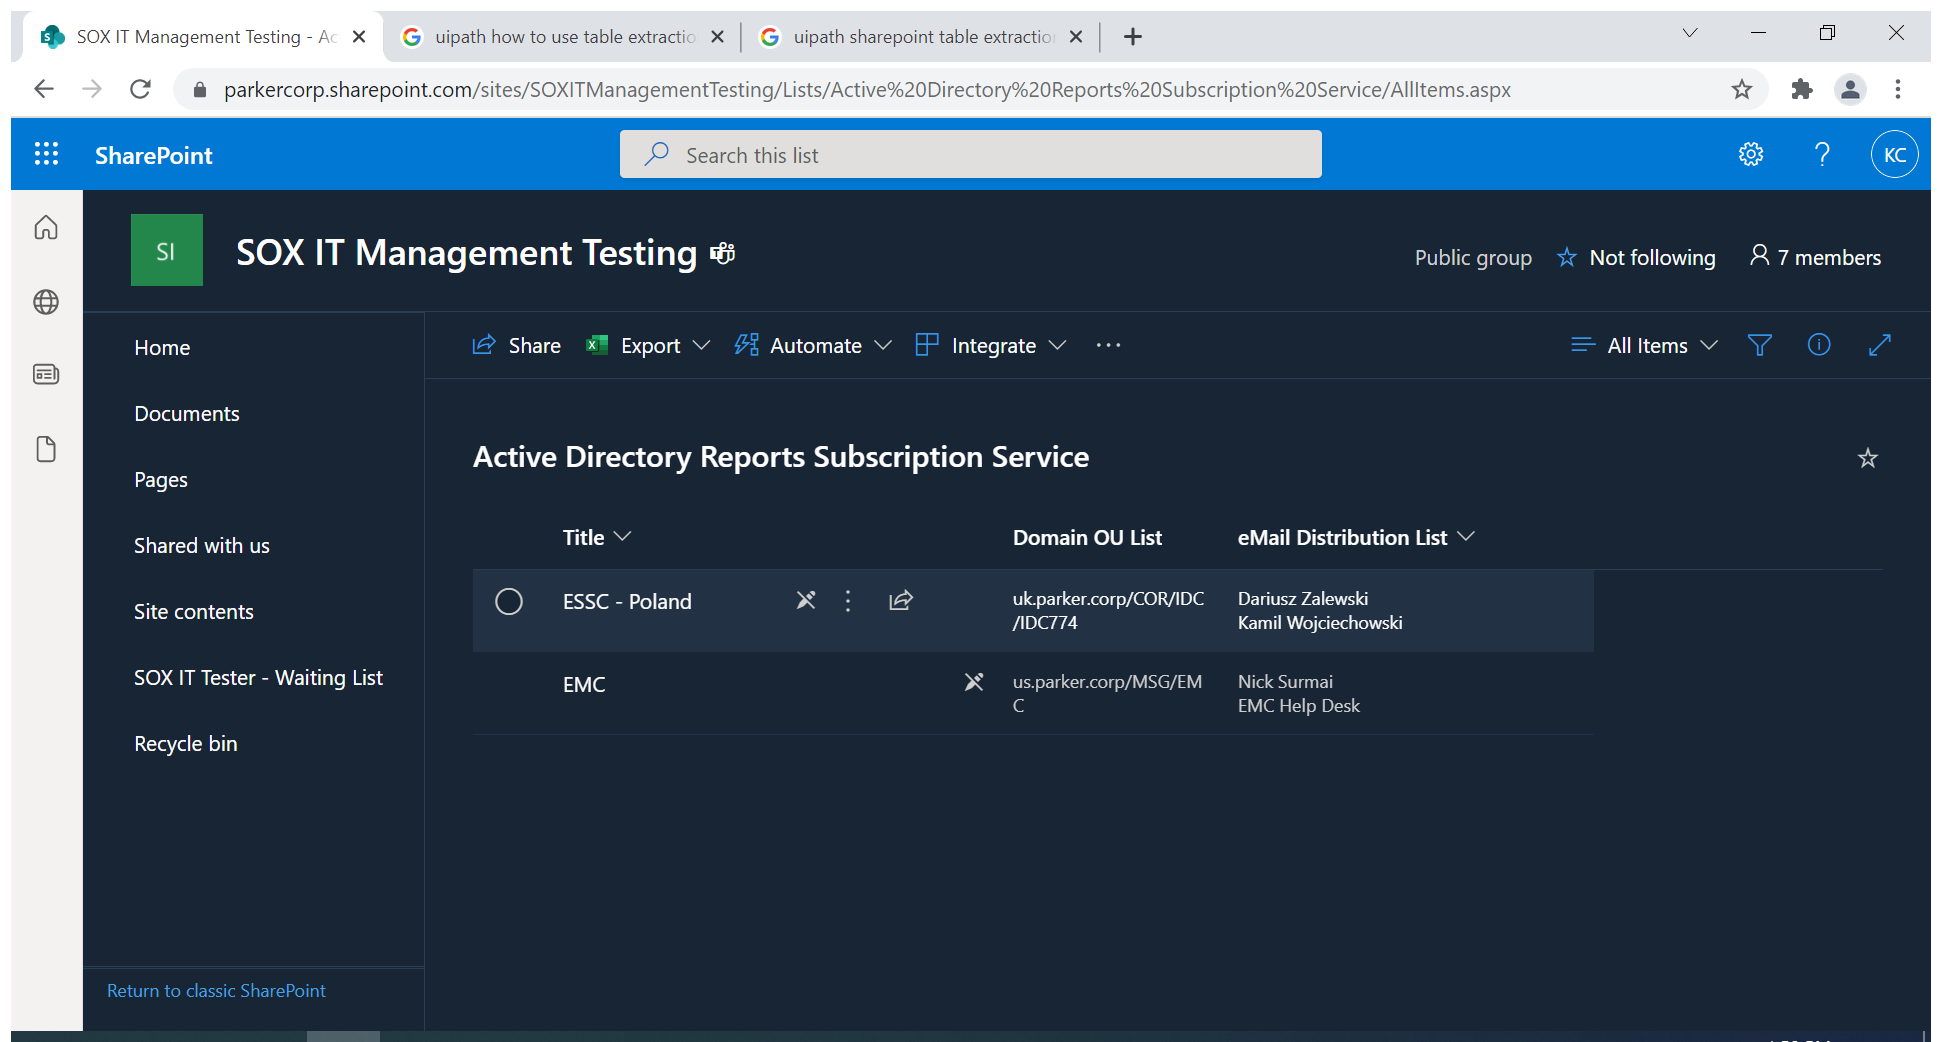 SOX IT Management Testing - Ac
uipath how to use table extractio
uipath sharepoint table extraction
parkercorp.sharepoint.com/sites/SOXITManagementTesting/Lists/Active%20Directory%20Reports%20Subscription%20Service/AllItems.aspx
SharePoint
Search this list
KC
SI
SOX IT Management Testing
Public group
Not following
7 members
Home
Documents
Pages
Shared with us
Site contents
SOX IT Tester - Waiting List
Recycle bin
Return to classic SharePoint
Share
Export
Automate
Integrate
All Items
Active Directory Reports Subscription Service
Title
Domain OU List
eMail Distribution List
ESSC - Poland
uk.parker.corp/COR/IDC
/IDC774
Dariusz Zalewski
Kamil Wojciechowski
EMC
us.parker.corp/MSG/EM
C
Nick Surmai
EMC Help Desk